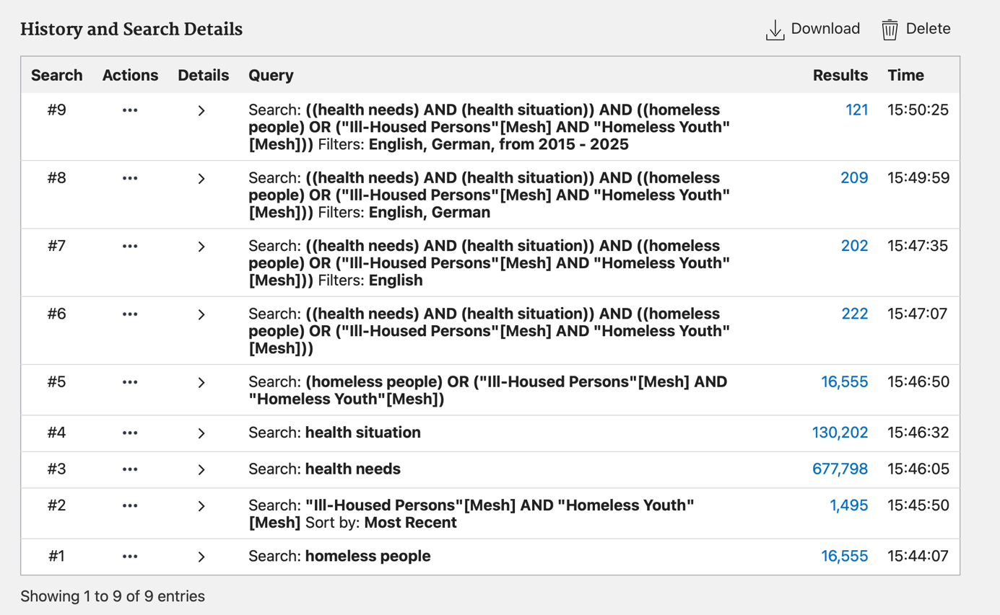 History and Search Details
Download
Delete
Search Actions Details Query Results Time
#9 ••• Search: ((health needs) AND (health situation)) AND ((homeless 121 15:50:25
people) OR ("Ill-Housed Persons"[Mesh] AND "Homeless Youth"
[Mesh])) Filters: English, German, from 2015 - 2025
#8 ••• Search: ((health needs) AND (health situation)) AND ((homeless 209 15:49:59
people) OR ("Ill-Housed Persons"[Mesh] AND "Homeless Youth"
[Mesh])) Filters: English, German
#7 ••• Search: ((health needs) AND (health situation)) AND ((homeless 202 15:47:35
people) OR ("Ill-Housed Persons"[Mesh] AND "Homeless Youth"
[Mesh])) Filters: English
#6 ••• Search: ((health needs) AND (health situation)) AND ((homeless 222 15:47:07
people) OR ("Ill-Housed Persons"[Mesh] AND "Homeless Youth"
[Mesh]))
#5 ••• Search: (homeless people) OR ("Ill-Housed Persons"[Mesh] AND 16,555 15:46:50
"Homeless Youth"[Mesh])
#4 ••• Search: health situation 130,202 15:46:32
#3 ••• Search: health needs 677,798 15:46:05
#2 ••• Search: "Ill-Housed Persons"[Mesh] AND "Homeless Youth" 1,495 15:45:50
[Mesh] Sort by: Most Recent
#1 ••• Search: homeless people 16,555 15:44:07
Showing 1 to 9 of 9 entries